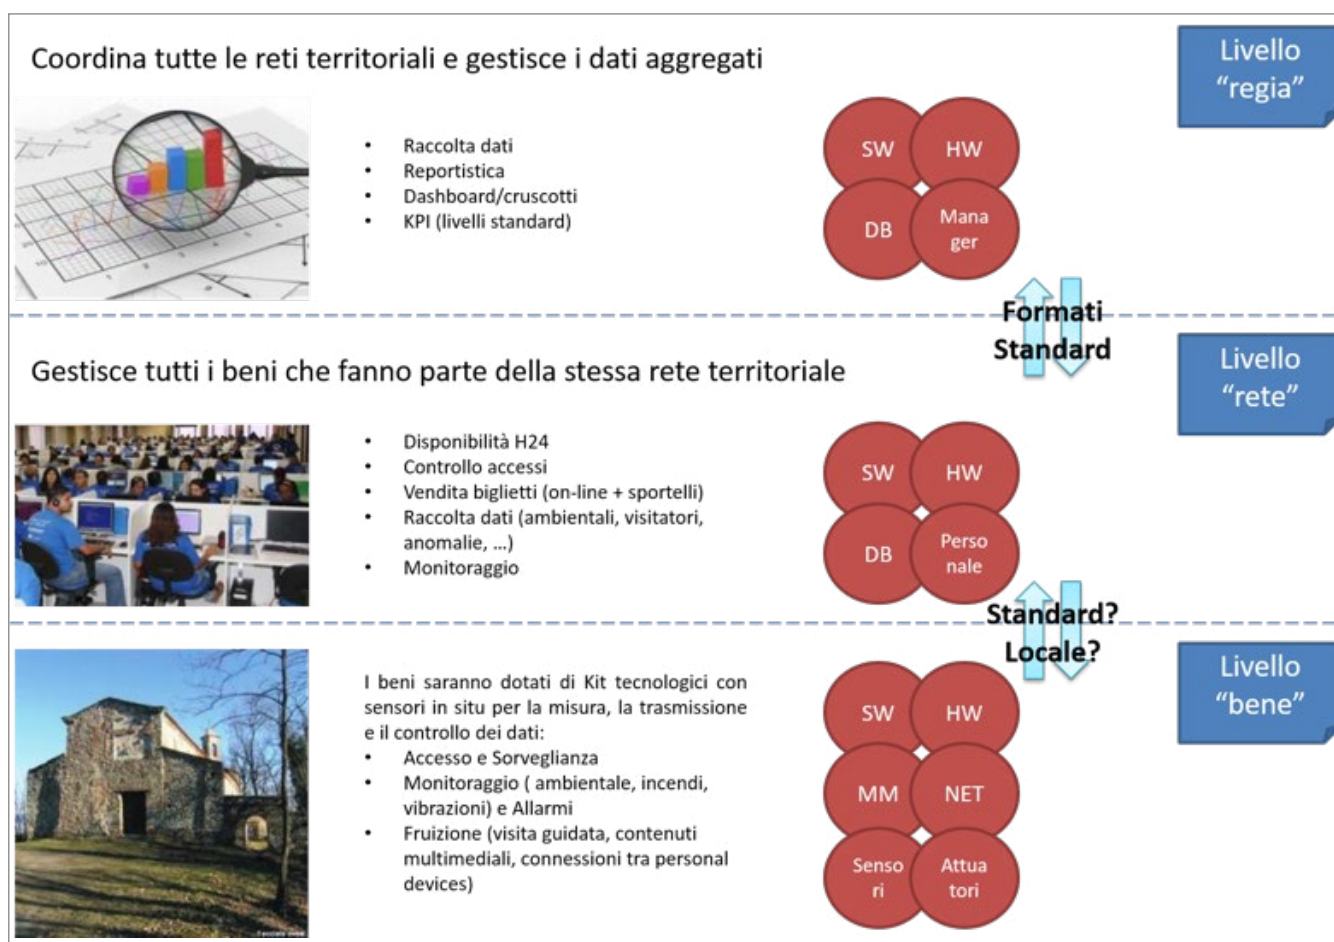 Coordina tutte le reti territoriali e gestisce i dati aggregati
Livello
“regia”
• Raccolta dati
• Reportistica
• Dashboard/cruscotti
• KPI (livelli standard)
SW
HW
DB
Mana
ger
Formati
Standard
Gestisce tutti i beni che fanno parte della stessa rete territoriale
Livello
“rete”
• Disponibilità H24
• Controllo accessi
• Vendita biglietti (on-line + sportelli)
• Raccolta dati (ambientali, visitatori,
anomalie, ...)
• Monitoraggio
SW
HW
DB
Perso
nale
Standard?
Locale?
Livello
“bene”
I beni saranno dotati di Kit tecnologici con
sensori in situ per la misura, la trasmissione
e il controllo dei dati:
• Accesso e Sorveglianza
• Monitoraggio ( ambientale, incendi,
vibrazioni) e Allarmi
• Fruizione (visita guidata, contenuti
multimediali, connessioni tra personal
devices)
SW
HW
MM
NET
Senso
ri
Attua
tori